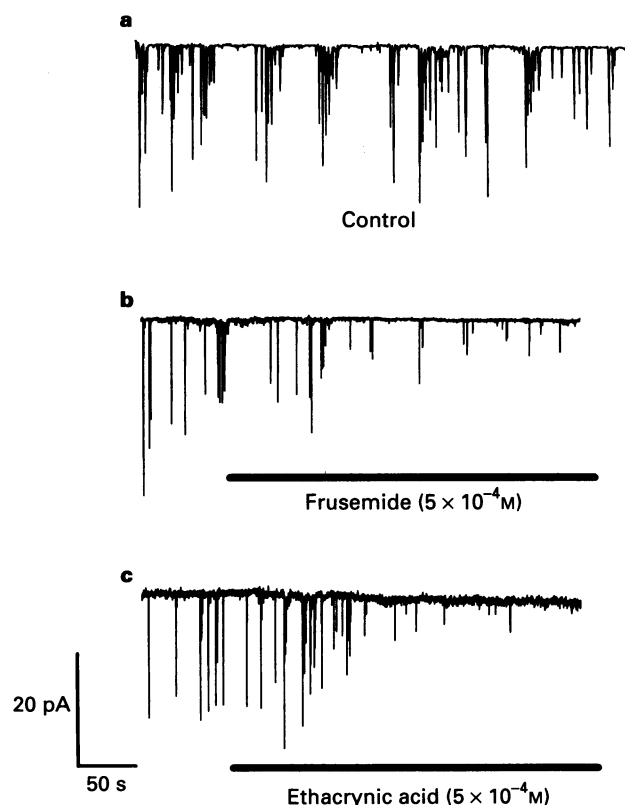 a
Control
b
Frusemide (5 × 10⁻⁴M)
c
20 pA
50 s
Ethacrynic acid (5 × 10⁻⁴M)